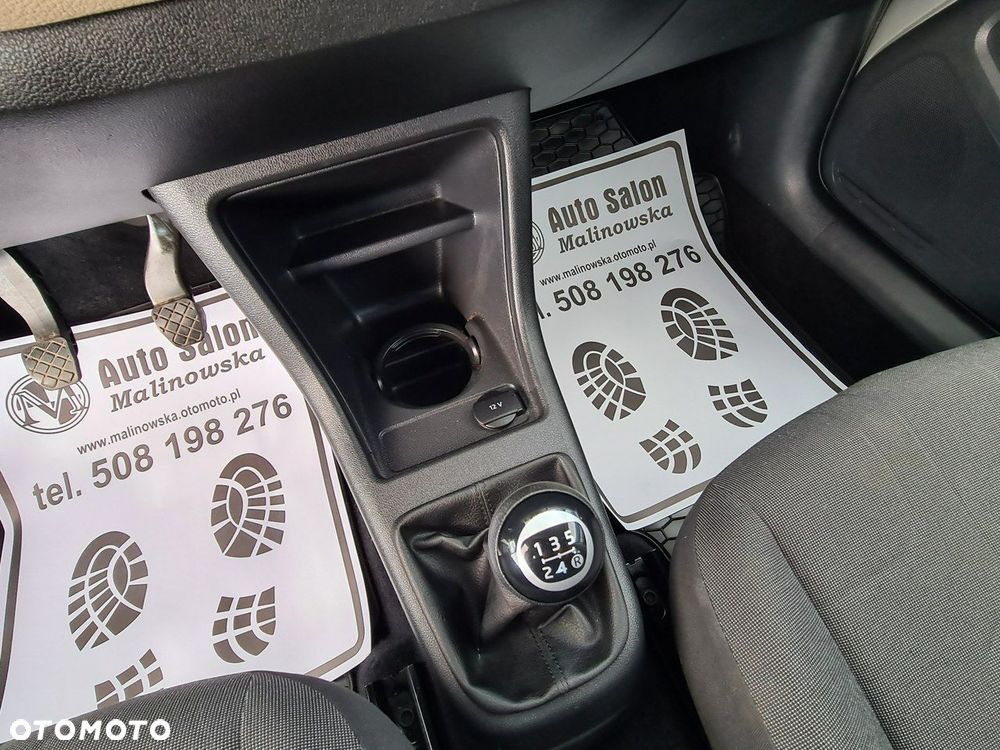 Auto Salon
Malinowska
www.malinowska.otomoto.pl
tel. 508 198 276
M
Auto Salon
Malinowska
www.malinowska.otomoto.pl
l. 508 198 276
12 V
1 3 5
2 4 R
OTOMOTO